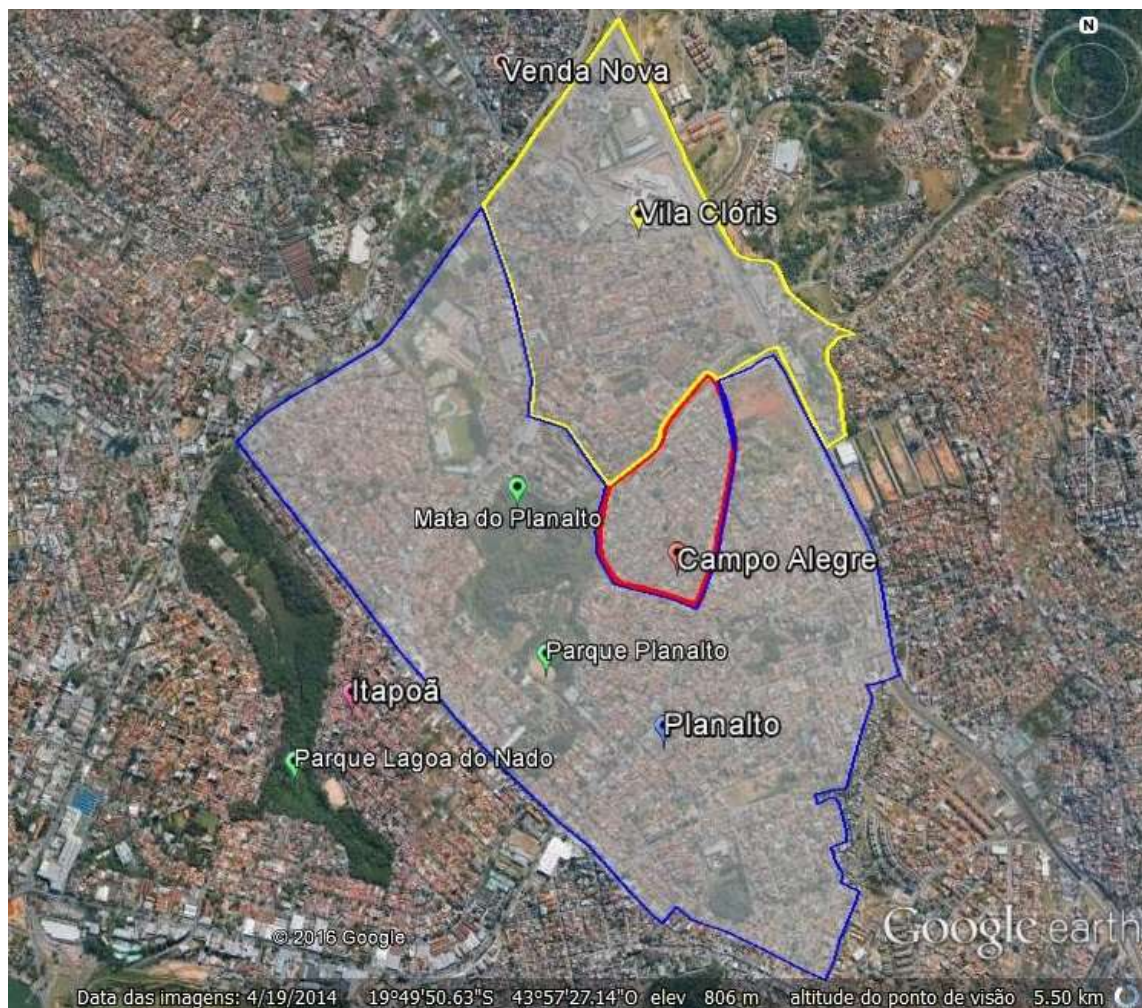 N
Venda Nova
Vila Clóris
Mata do Planalto
Campo Alegre
Parque Planalto
Itapoã
Planalto
Parque Lagoa do Nado
Google earth
© 2016 Google
Data das imagens: 4/19/2014 19°49'50.63"S 43°57'27.14"O elev 806 m altitude do ponto de visão 5.50 km